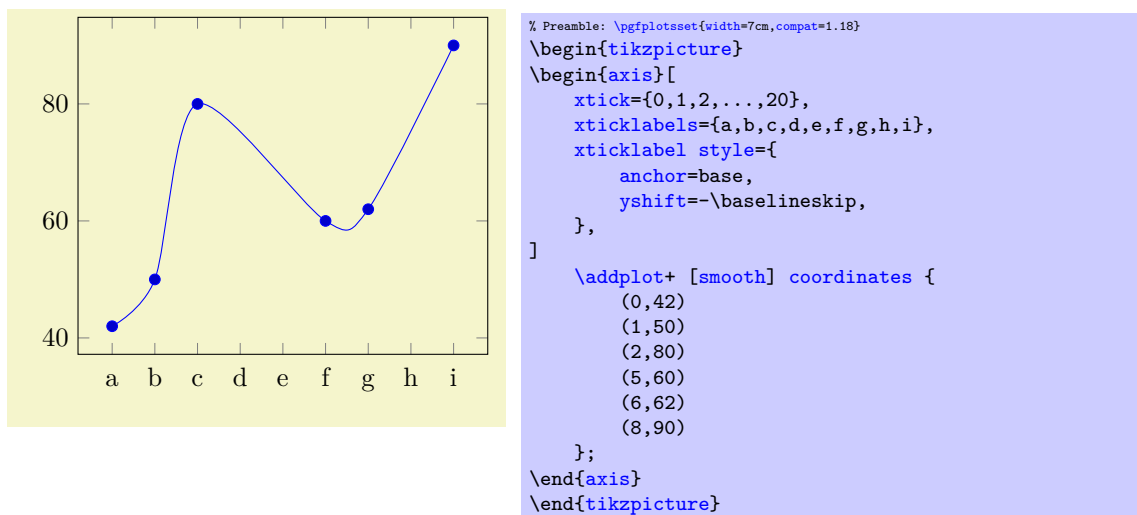 80
60
40
a b c d e f g h i
% Preamble: \pgfplotsset{width=7cm,compat=1.18}
\begin{tikzpicture}
\begin{axis}[
    xtick={0,1,2,...,20},
    xticklabels={a,b,c,d,e,f,g,h,i},
    xticklabel style={
        anchor=base,
        yshift=-\baselineskip,
    },
]
    \addplot+ [smooth] coordinates {
        (0,42)
        (1,50)
        (2,80)
        (5,60)
        (6,62)
        (8,90)
    };
\end{axis}
\end{tikzpicture}